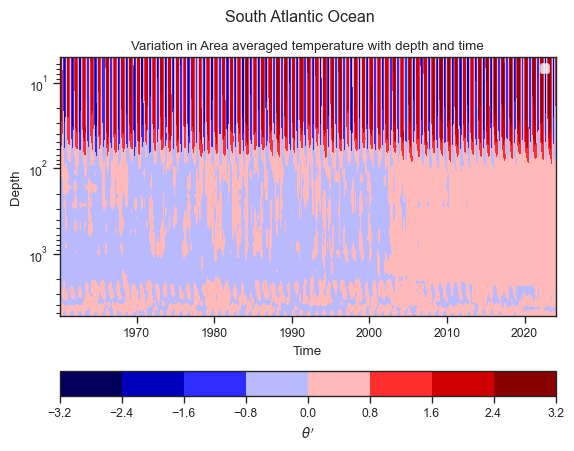 South Atlantic Ocean
Variation in Area averaged temperature with depth and time
10¹
10²
10³
Depth
1970 1980 1990 2000 2010 2020
Time
−3.2 −2.4 −1.6 −0.8 0.0 0.8 1.6 2.4 3.2
θ′